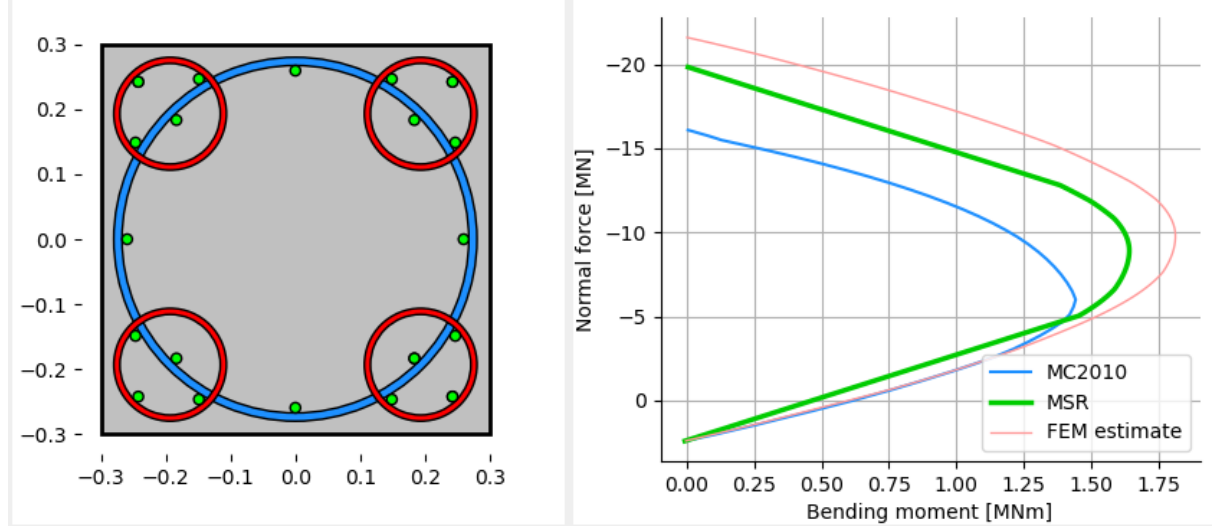 0.3
0.2
0.1
0.0
−0.1
−0.2
−0.3
−0.3 −0.2 −0.1 0.0 0.1 0.2 0.3
Normal force [MN]
−20
−15
−10
−5
0
MC2010
MSR
FEM estimate
0.00 0.25 0.50 0.75 1.00 1.25 1.50 1.75
Bending moment [MNm]